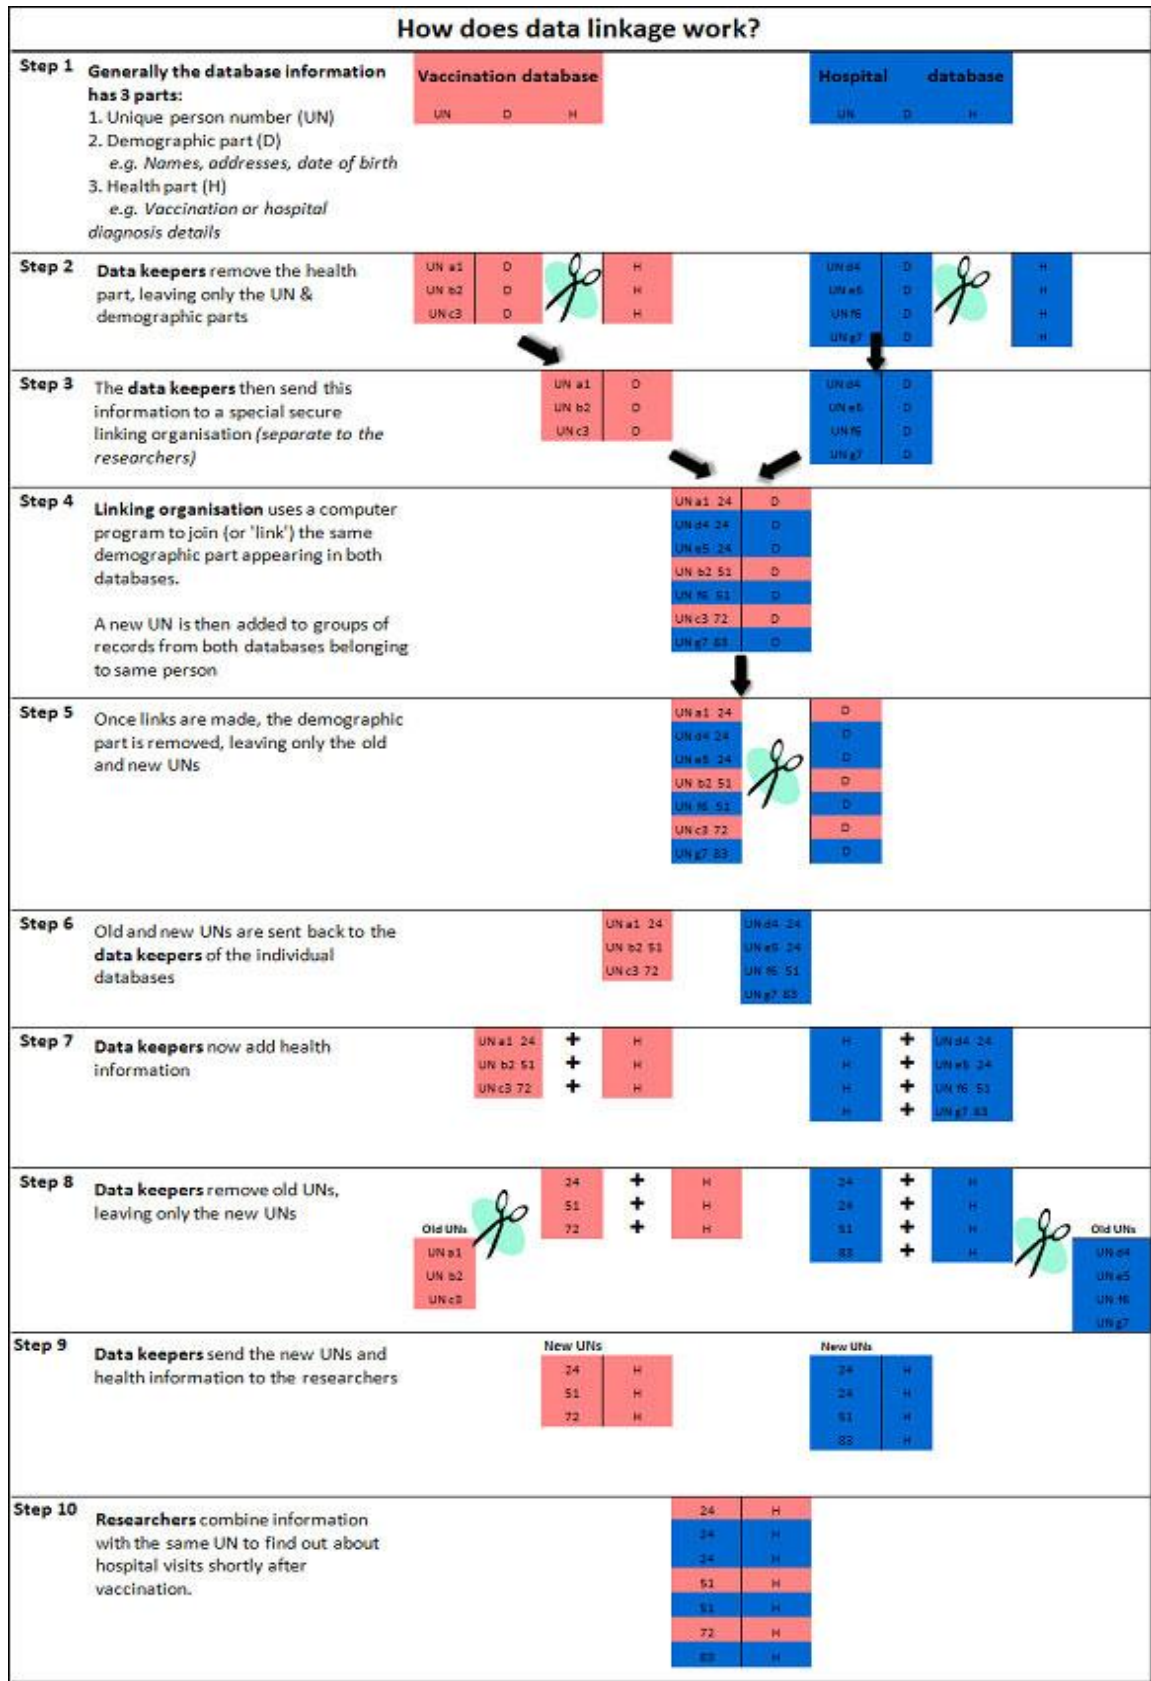 How does data linkage work?
Step 1
Generally the database information
has 3 parts:
1. Unique person number (UN)
2. Demographic part (D)
e.g. Names, addresses, date of birth
3. Health part (H)
e.g. Vaccination or hospital
diagnosis details
Vaccination database
UN D H
Hospital database
UN D H
Step 2
Data keepers remove the health
part, leaving only the UN &
demographic parts
UN a1 D H
UN b2 D H
UN c3 D H
UN d4 D H
UN e5 D H
UN f6 D H
UN g7 D H
Step 3
The data keepers then send this
information to a special secure
linking organisation (separate to the
researchers)
UN a1 D
UN b2 D
UN c3 D
UN d4 D
UN e5 D
UN f6 D
UN g7 D
Step 4
Linking organisation uses a computer
program to join (or 'link') the same
demographic part appearing in both
databases.
A new UN is then added to groups of
records from both databases belonging
to same person
UN a1 24 D
UN d4 24 D
UN e5 24 D
UN b2 51 D
UN f6 51 D
UN c3 72 D
UN g7 83 D
Step 5
Once links are made, the demographic
part is removed, leaving only the old
and new UNs
UN a1 24 D
UN d4 24 D
UN e5 24 D
UN b2 51 D
UN f6 51 D
UN c3 72 D
UN g7 83 D
Step 6
Old and new UNs are sent back to the
data keepers of the individual
databases
UN a1 24
UN b2 51
UN c3 72
UN d4 24
UN e5 24
UN f6 51
UN g7 83
Step 7
Data keepers now add health
information
UN a1 24 + H
UN b2 51 + H
UN c3 72 + H
H + UN d4 24
H + UN e5 24
H + UN f6 51
H + UN g7 83
Step 8
Data keepers remove old UNs,
leaving only the new UNs
Old UNs
UN a1
UN b2
UN c3
24 + H
51 + H
72 + H
24 + H
24 + H
51 + H
83 + H
Old UNs
UN d4
UN e5
UN f6
UN g7
Step 9
Data keepers send the new UNs and
health information to the researchers
New UNs
24 H
51 H
72 H
New UNs
24 H
24 H
51 H
83 H
Step 10
Researchers combine information
with the same UN to find out about
hospital visits shortly after
vaccination.
24 H
24 H
24 H
51 H
51 H
72 H
83 H